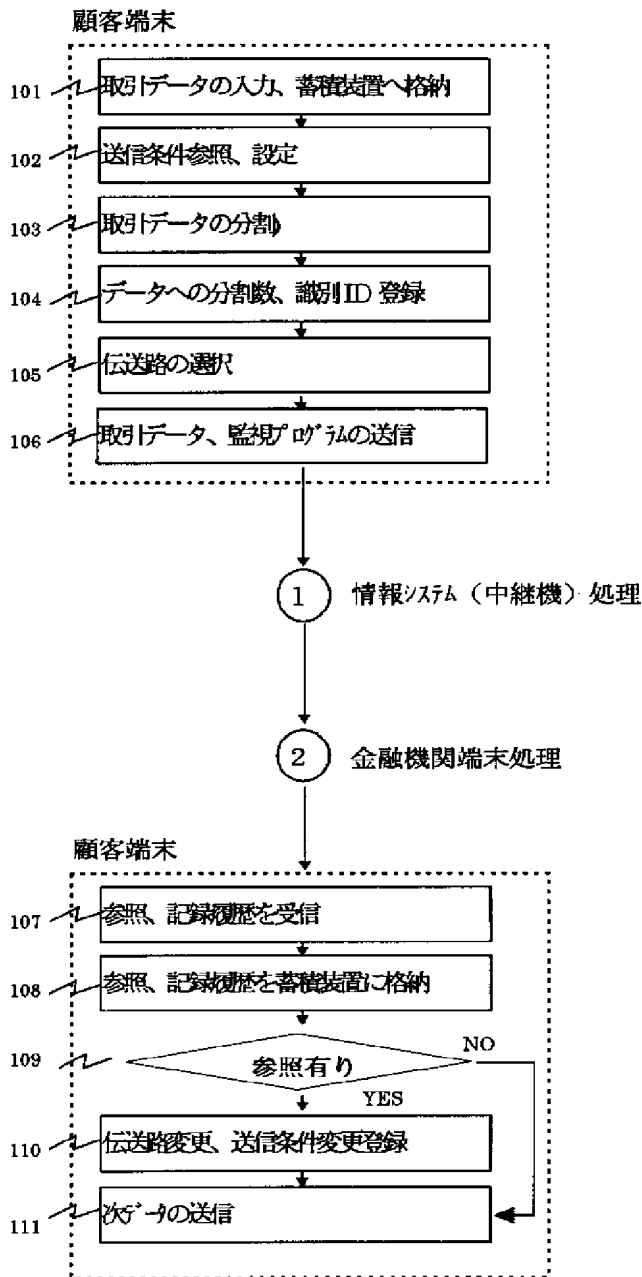 顧客端末
101 取引データの入力、蓄積装置へ格納
102 送信条件参照、設定
103 取引データの分割
104 データへの分割数、識別ID 登録
105 伝送路の選択
106 取引データ、監視プログラムの送信
1 情報システム（中継機）処理
2 金融機関端末処理
顧客端末
107 参照、記録履歴を受信
108 参照、記録履歴を蓄積装置に格納
109 参照有り
NO
YES
110 伝送路変更、送信条件変更登録
111 次データの送信